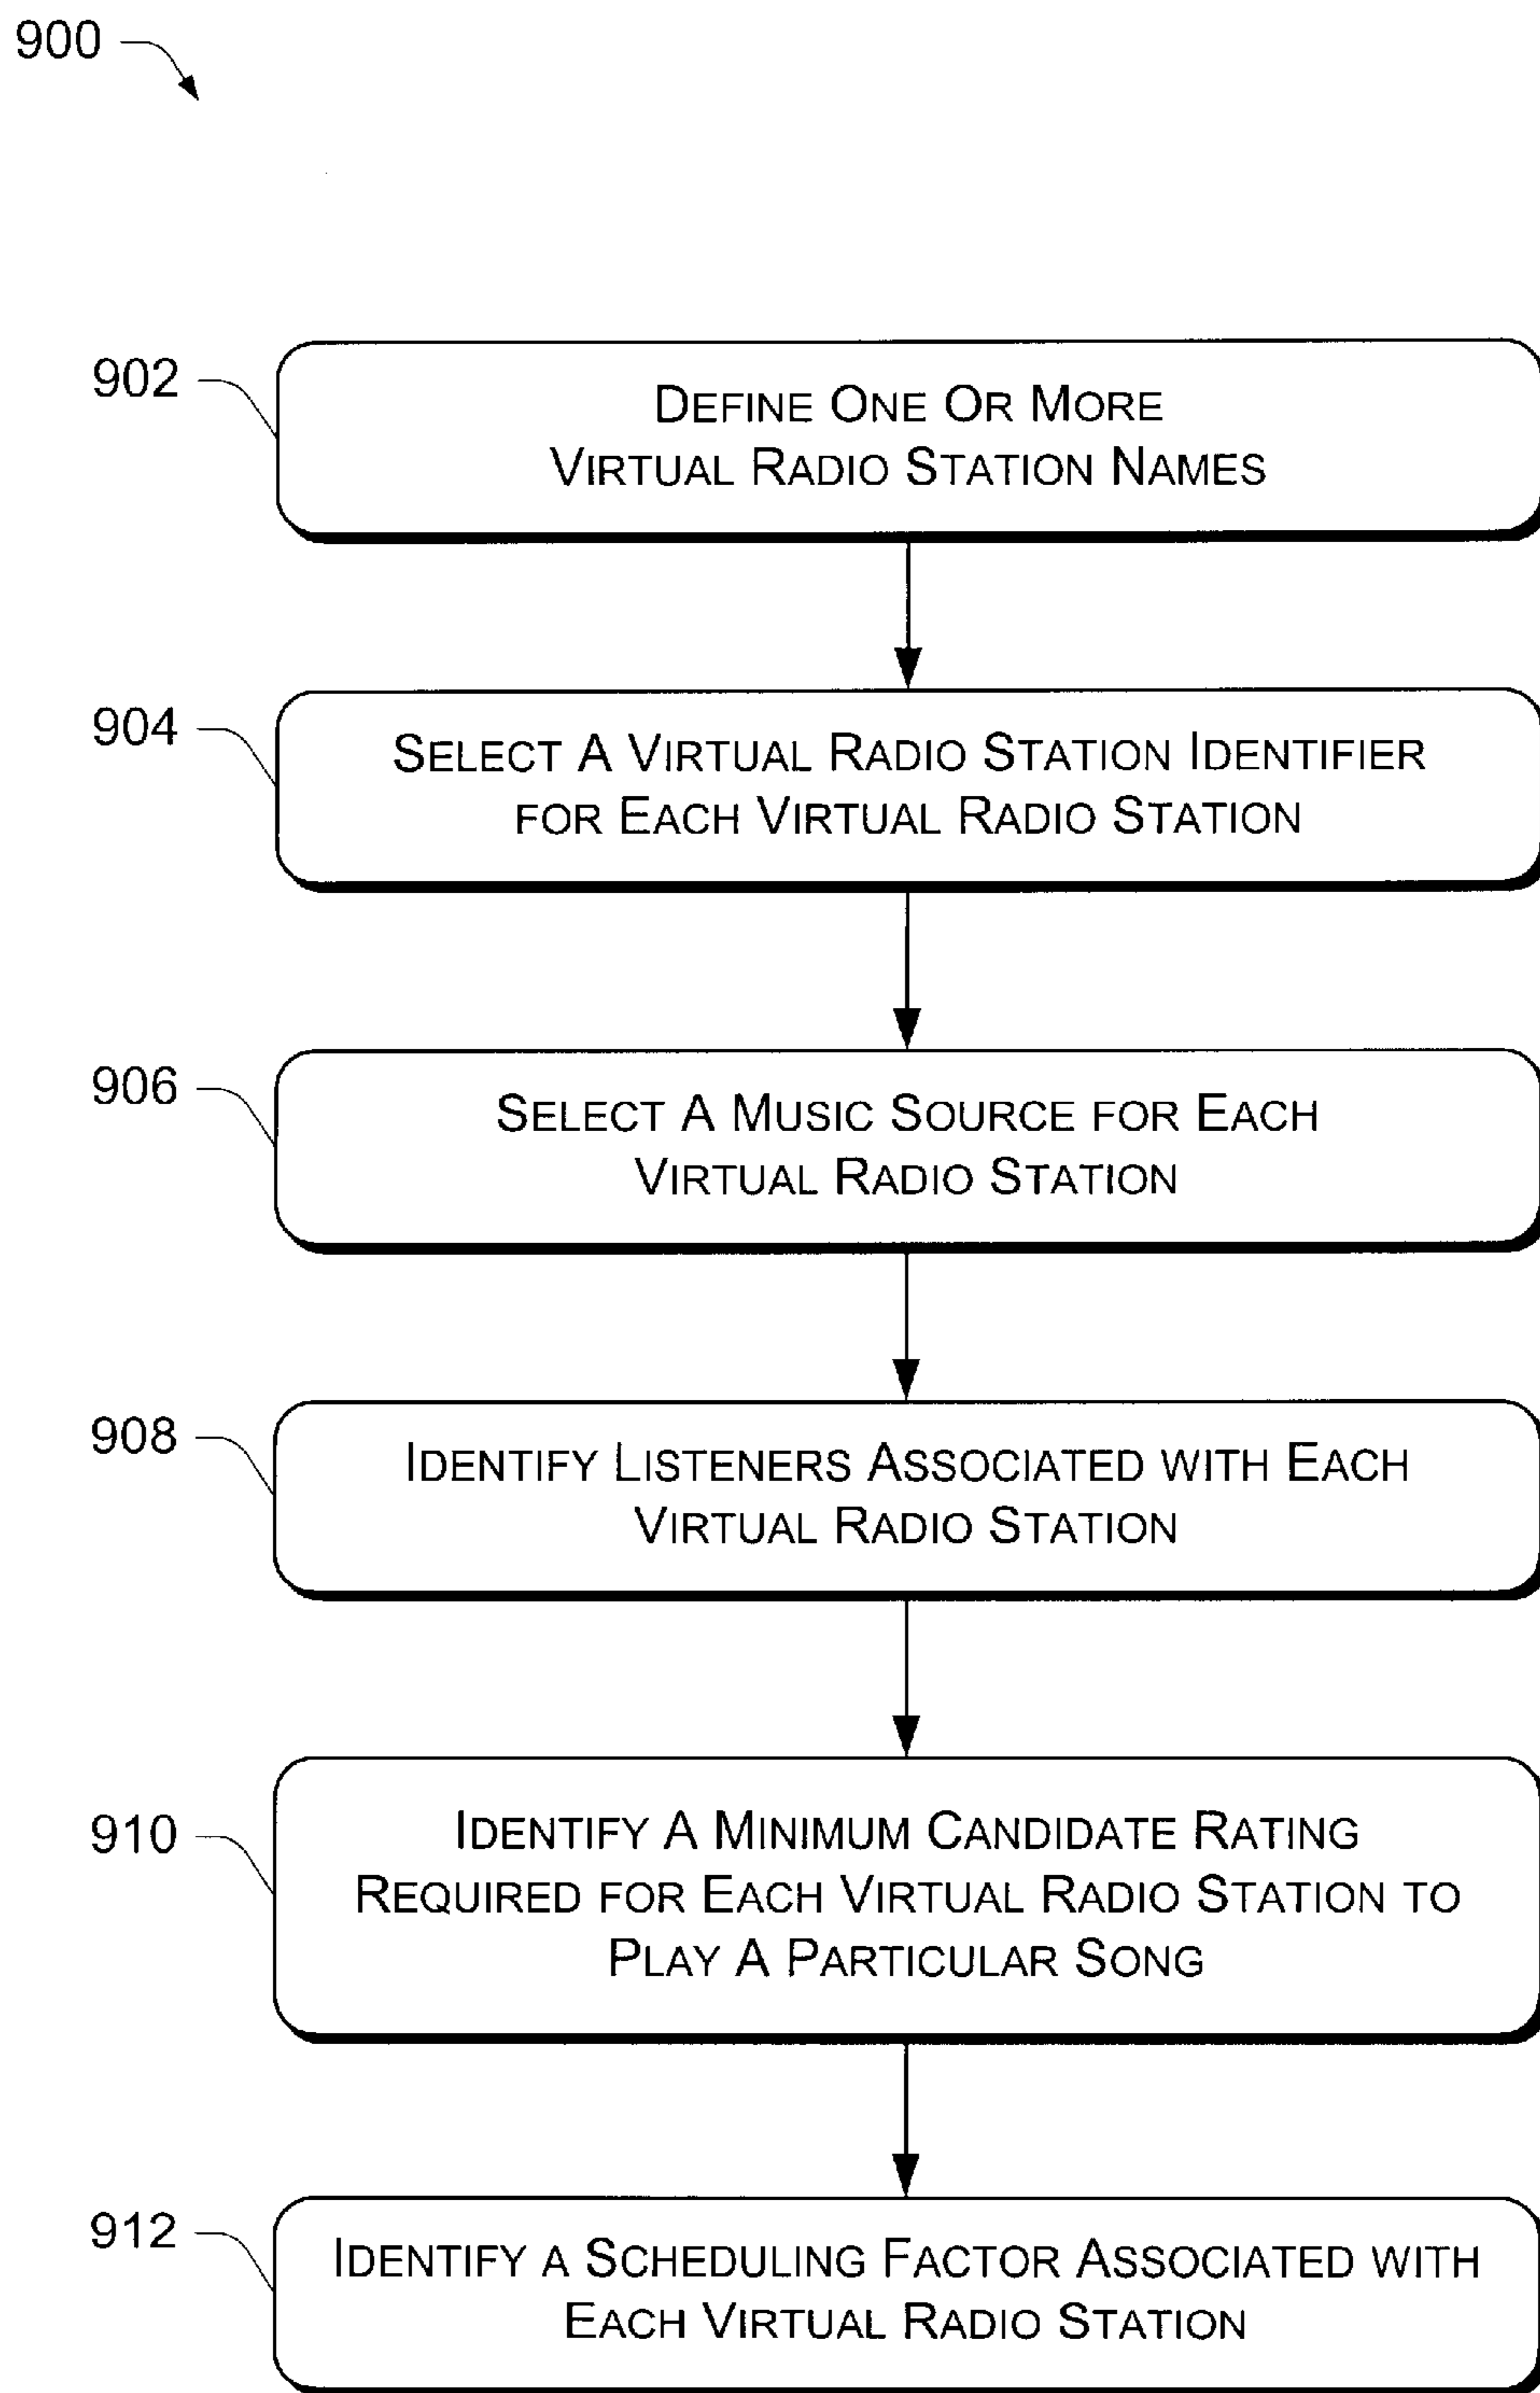 900
902
DEFINE ONE OR MORE
VIRTUAL RADIO STATION NAMES
904
SELECT A VIRTUAL RADIO STATION IDENTIFIER
FOR EACH VIRTUAL RADIO STATION
906
SELECT A MUSIC SOURCE FOR EACH
VIRTUAL RADIO STATION
908
IDENTIFY LISTENERS ASSOCIATED WITH EACH
VIRTUAL RADIO STATION
910
IDENTIFY A MINIMUM CANDIDATE RATING
REQUIRED FOR EACH VIRTUAL RADIO STATION TO
PLAY A PARTICULAR SONG
912
IDENTIFY A SCHEDULING FACTOR ASSOCIATED WITH
EACH VIRTUAL RADIO STATION